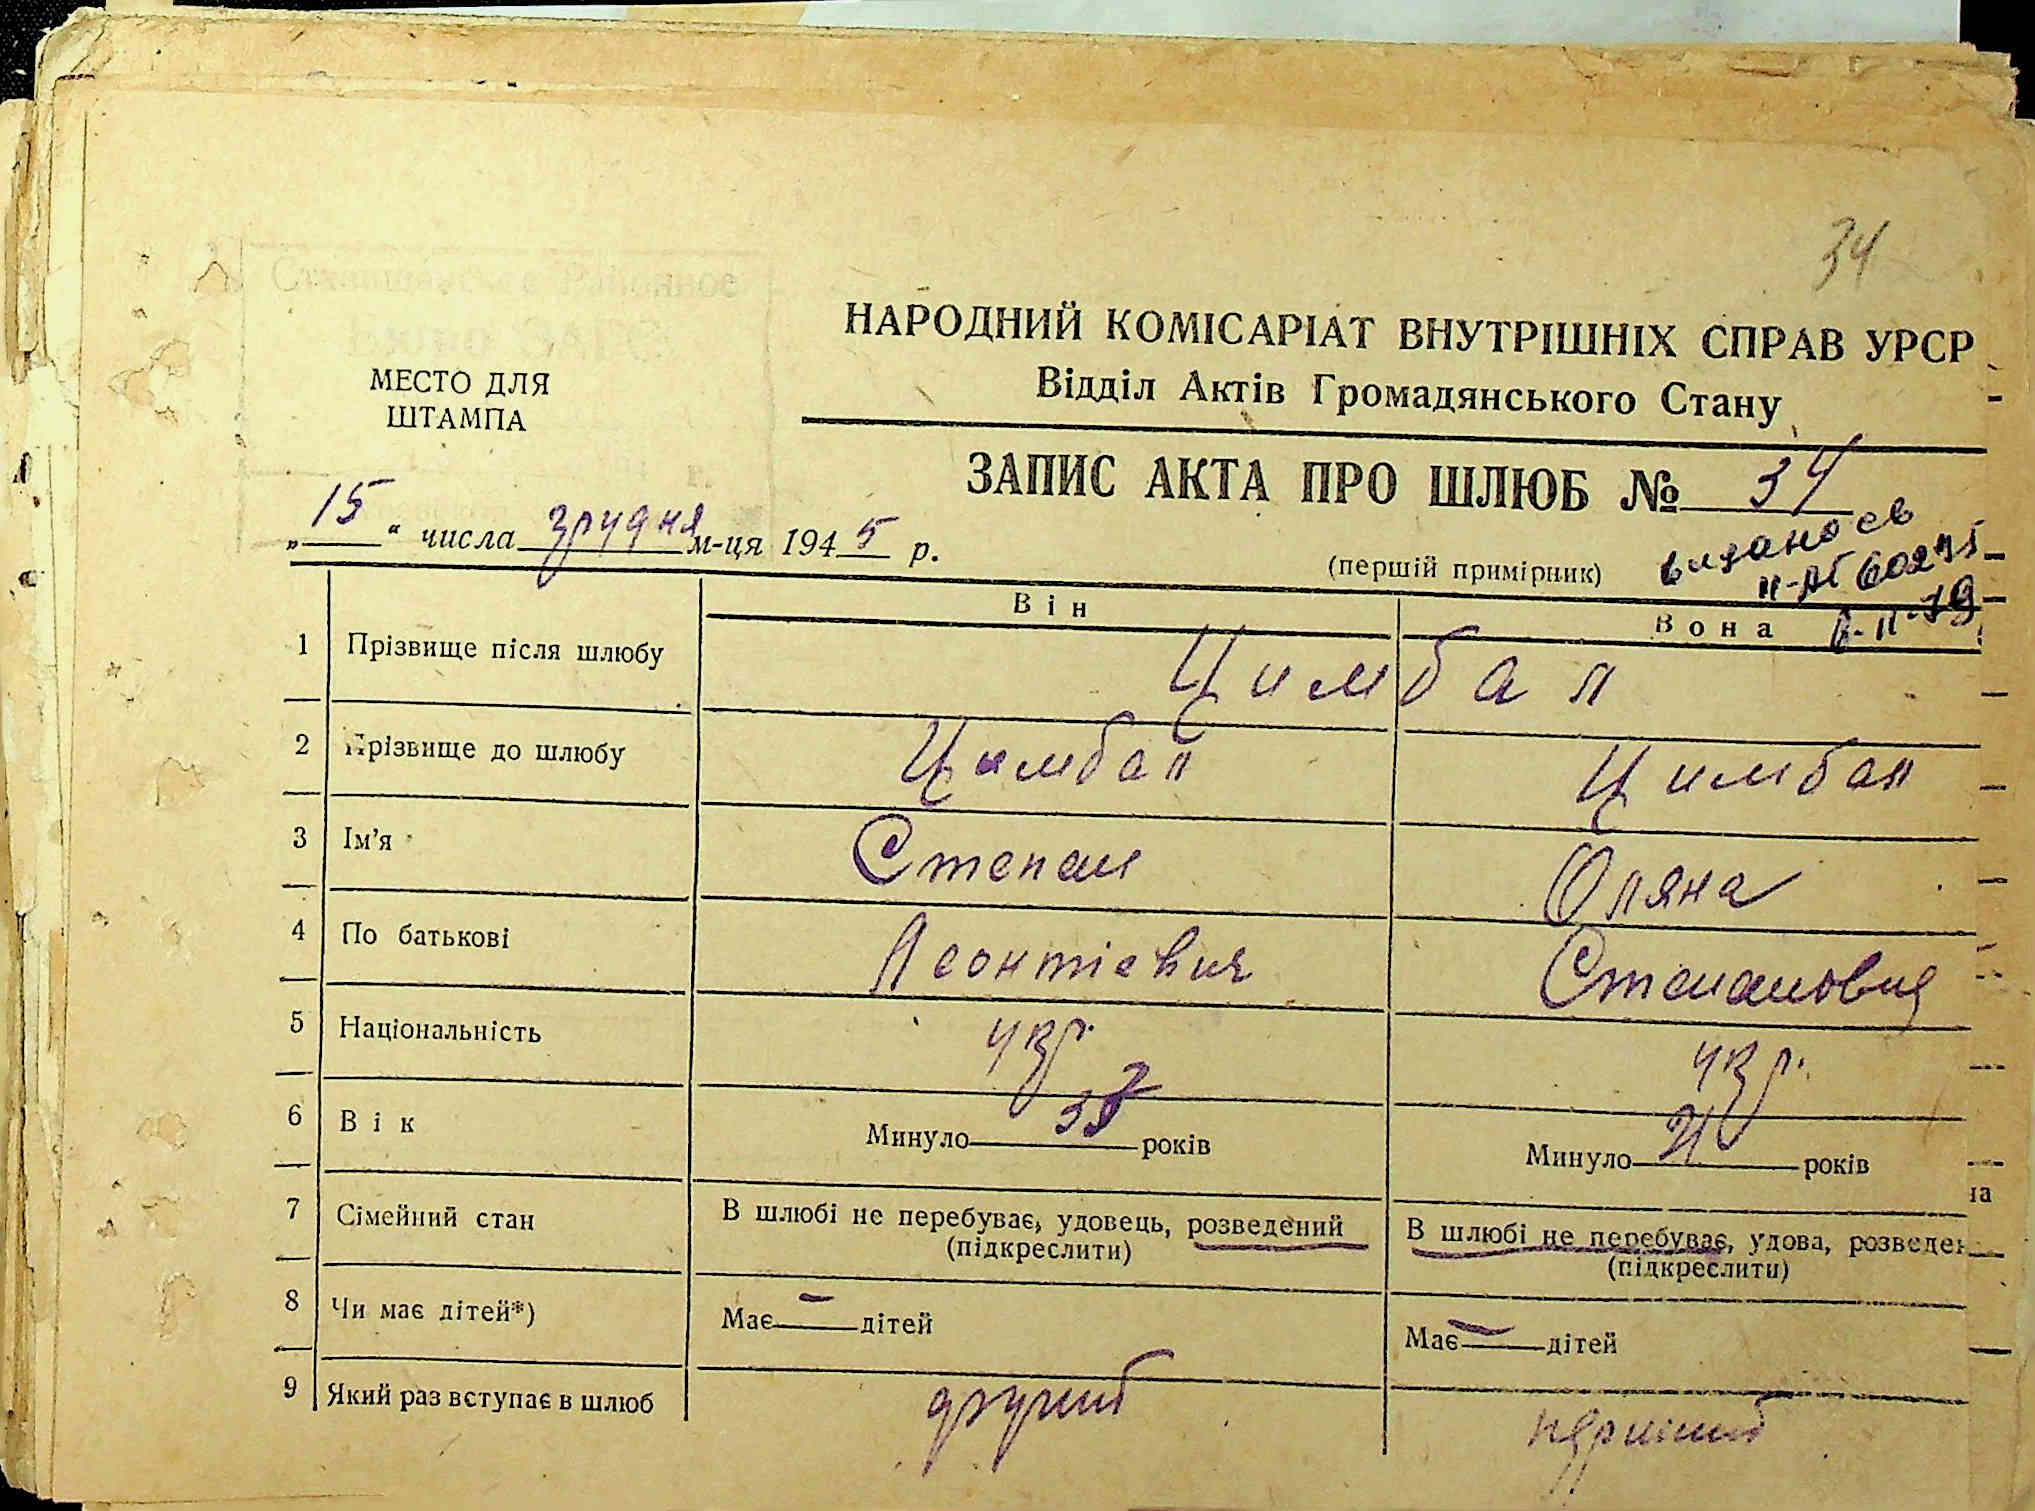 34
НАРОДНИЙ КОМІСАРІАТ ВНУТРІШНІХ СПРАВ УРСР
Відділ Актів Громадянського Стану
МЕСТО ДЛЯ
ШТАМПА
ЗАПИС АКТА ПРО ШЛЮБ № 34
„15“ числа грудня м-ця 1945 р.
(перший примірник)
ІІ-
Він Вона
1 Прізвище після шлюбу Цимбал
2 Прізвище до шлюбу Цимбал Цимбал
3 Ім'я Степан Оляна
4 По батькові Леонтієвич Степановна
5 Національність укр. укр.
6 Вік Минуло років Минуло 21 років
7 Сімейний стан В шлюбі не перебуває, удовець, розведений В шлюбі не перебуває, удова, розведен
(підкреслити) (підкреслити)
8 Чи має дітей*) Має — дітей Має — дітей
9 Який раз вступає в шлюб другий перший